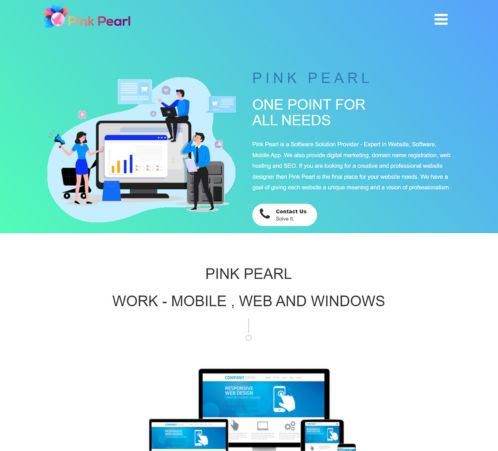 Pink Pearl
PINK PEARL
ONE POINT FOR
ALL NEEDS
Pink Pearl is a Software Solution Provider - Expert in Website, Software,
Mobile App. We also provide digital marketing, domain name registration, web
hosting and SEO. If you are looking for a creative and professional website
designer then Pink Pearl is the final place for your website needs. We have a
goal of giving each website a unique meaning and a vision of professionalism
Contact Us
Solve it.
PINK PEARL
WORK - MOBILE , WEB AND WINDOWS
RESPONSIVE
WEB DESIGN